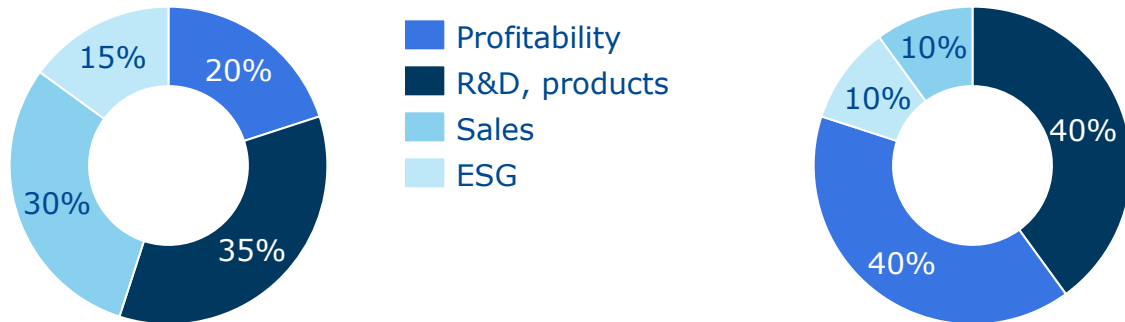 15%
20%
30%
35%
Profitability
R&D, products
Sales
ESG
10%
10%
40%
40%